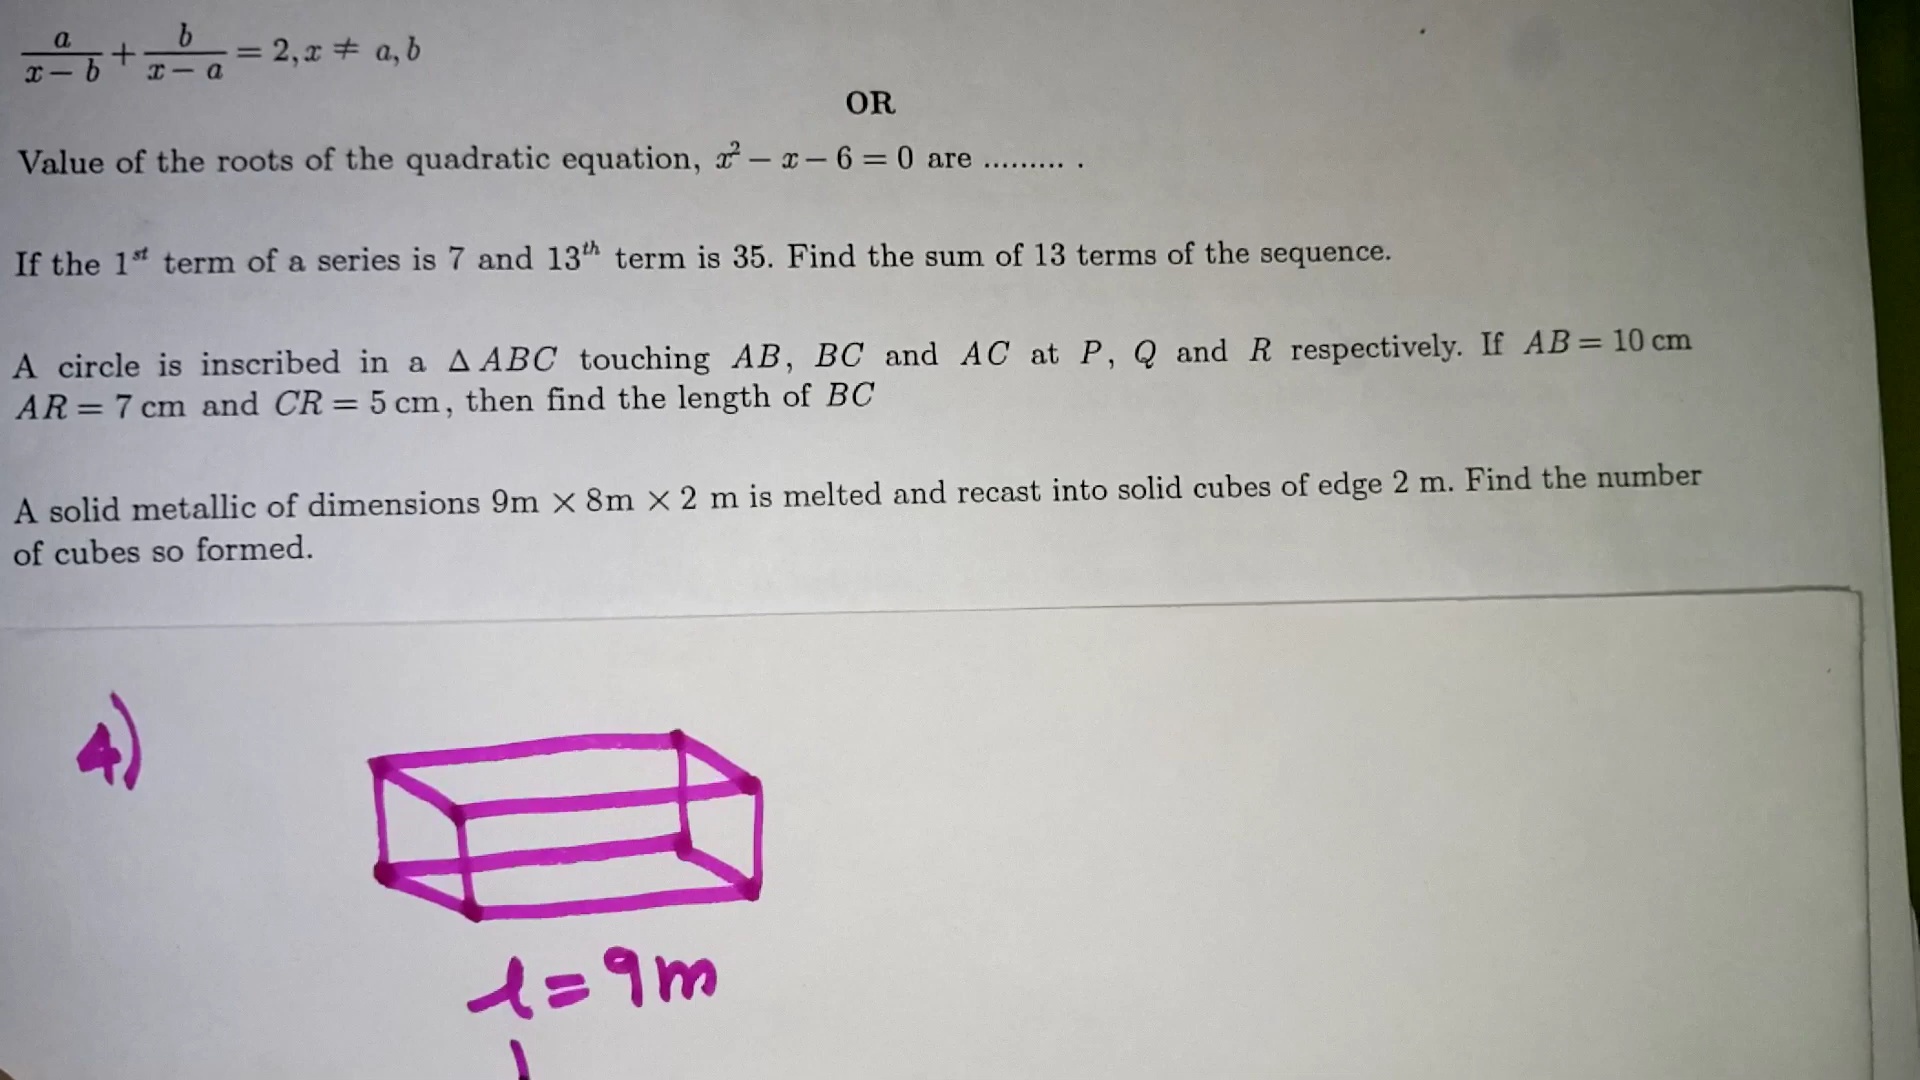 a/(x − b) + b/(x − a) = 2, x ≠ a, b
OR
Value of the roots of the quadratic equation, x² − x − 6 = 0 are ......... .
If the 1ˢᵗ term of a series is 7 and 13ᵗʰ term is 35. Find the sum of 13 terms of the sequence.
A circle is inscribed in a Δ ABC touching AB, BC and AC at P, Q and R respectively. If AB = 10 cm
AR = 7 cm and CR = 5 cm, then find the length of BC
A solid metallic of dimensions 9m × 8m × 2 m is melted and recast into solid cubes of edge 2 m. Find the number
of cubes so formed.
4)
l = 9m